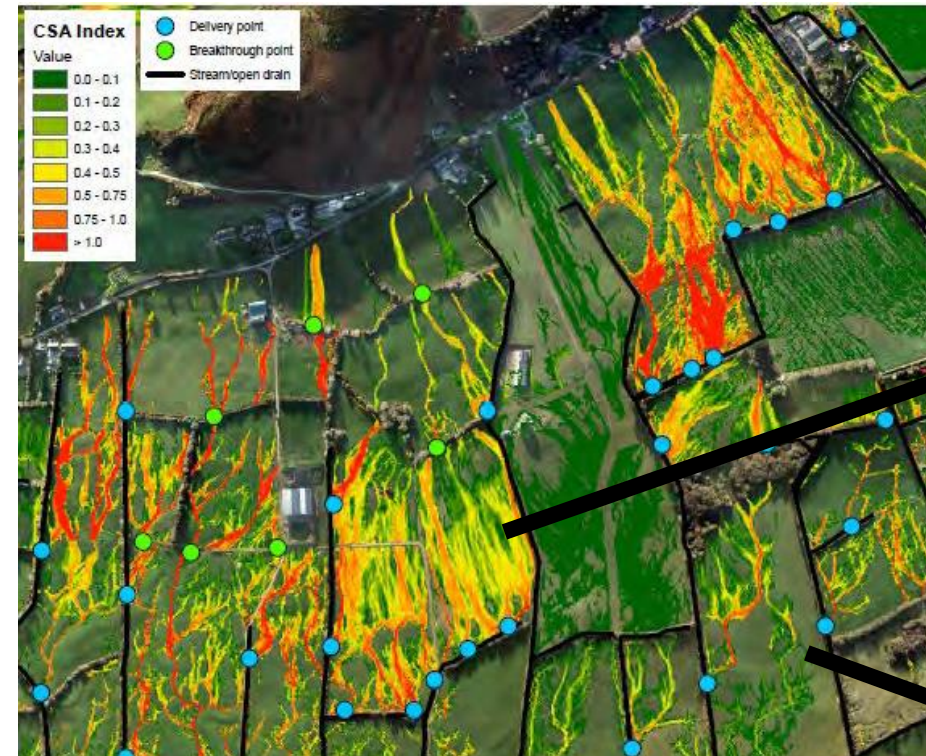 CSA Index
Value
0.0 - 0.1
0.1 - 0.2
0.2 - 0.3
0.3 - 0.4
0.4 - 0.5
0.5 - 0.75
0.75 - 1.0
> 1.0
Delivery point
Breakthrough point
Stream/open drain